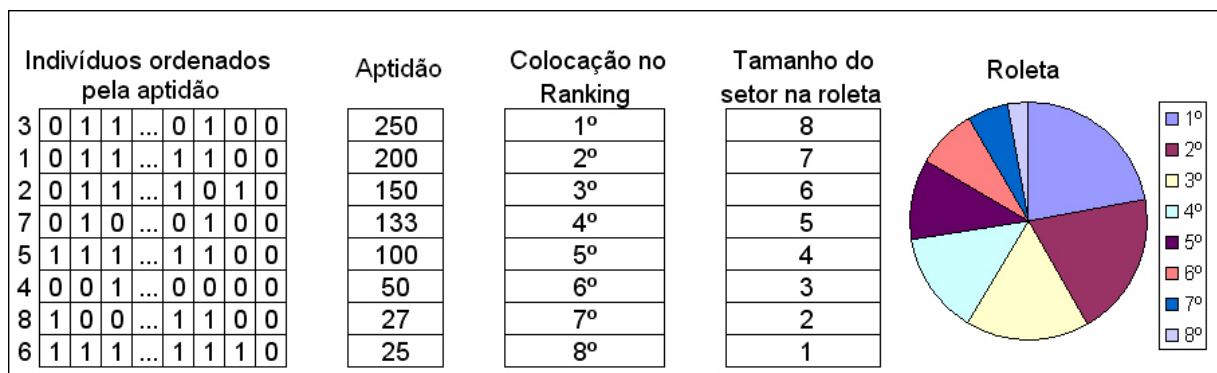 Indivíduos ordenados
pela aptidão
Aptidão
Colocação no
Ranking
Tamanho do
setor na roleta
Roleta
3 0 1 1 ... 0 1 0 0 250 1º 8
1 0 1 1 ... 1 1 0 0 200 2º 7
2 0 1 1 ... 1 0 1 0 150 3º 6
7 0 1 0 ... 0 1 0 0 133 4º 5
5 1 1 1 ... 1 1 0 0 100 5º 4
4 0 0 1 ... 0 0 0 0 50 6º 3
8 1 0 0 ... 1 1 0 0 27 7º 2
6 1 1 1 ... 1 1 1 0 25 8º 1
1º
2º
3º
4º
5º
6º
7º
8º